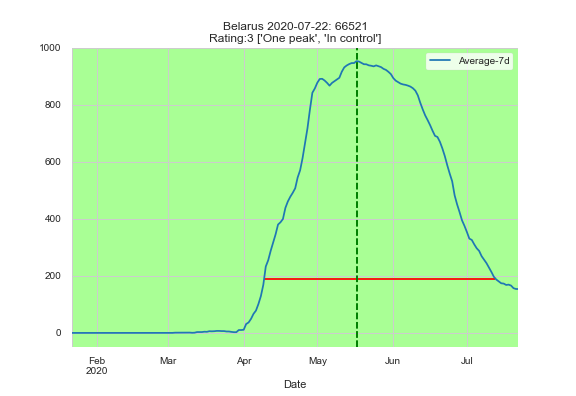 Belarus 2020-07-22: 66521
Rating:3 ['One peak', 'In control']
Average-7d
1000
800
600
400
200
0
Feb Mar Apr May Jun Jul
2020
Date